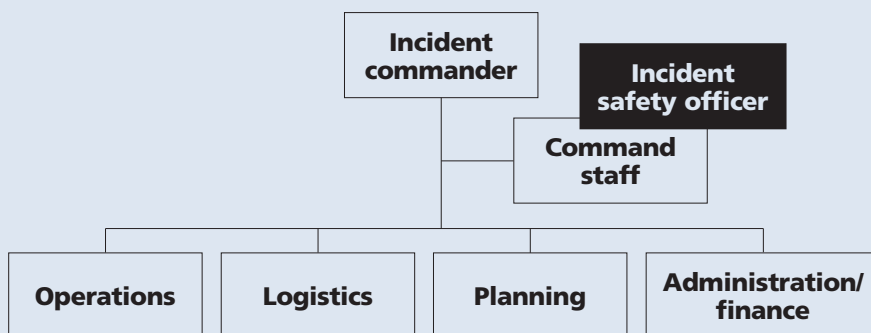 Incident
commander
Incident
safety officer
Command
staff
Operations
Logistics
Planning
Administration/
finance